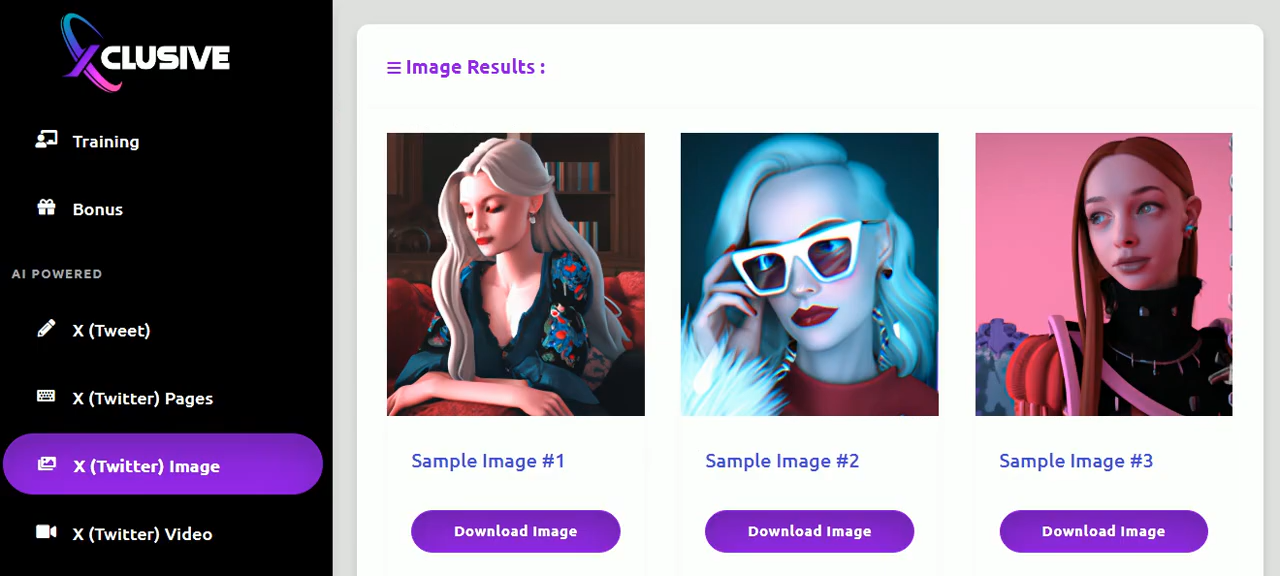 XCLUSIVE
Training
Bonus
AI POWERED
X (Tweet)
X (Twitter) Pages
X (Twitter) Image
X (Twitter) Video
Image Results :
Sample Image #1
Sample Image #2
Sample Image #3
Download Image
Download Image
Download Image